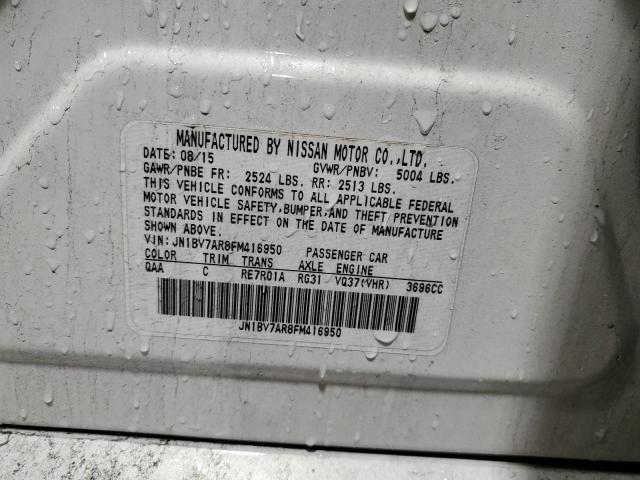 MANUFACTURED BY NISSAN MOTOR CO.,LTD.
DATE: 08/15 GVWR/PNBV: 5004 LBS.
GAWR/PNBE FR: 2524 LBS. RR: 2513 LBS.
THIS VEHICLE CONFORMS TO ALL APPLICABLE FEDERAL
MOTOR VEHICLE SAFETY,BUMPER,AND THEFT PREVENTION
STANDARDS IN EFFECT ON THE DATE OF MANUFACTURE
SHOWN ABOVE.
VIN: JN1BV7AR8FM416950 PASSENGER CAR
COLOR TRIM TRANS AXLE ENGINE
QAA C RE7R01A RG31 VQ37(VHR) 3696CC
JN1BV7AR8FM416950